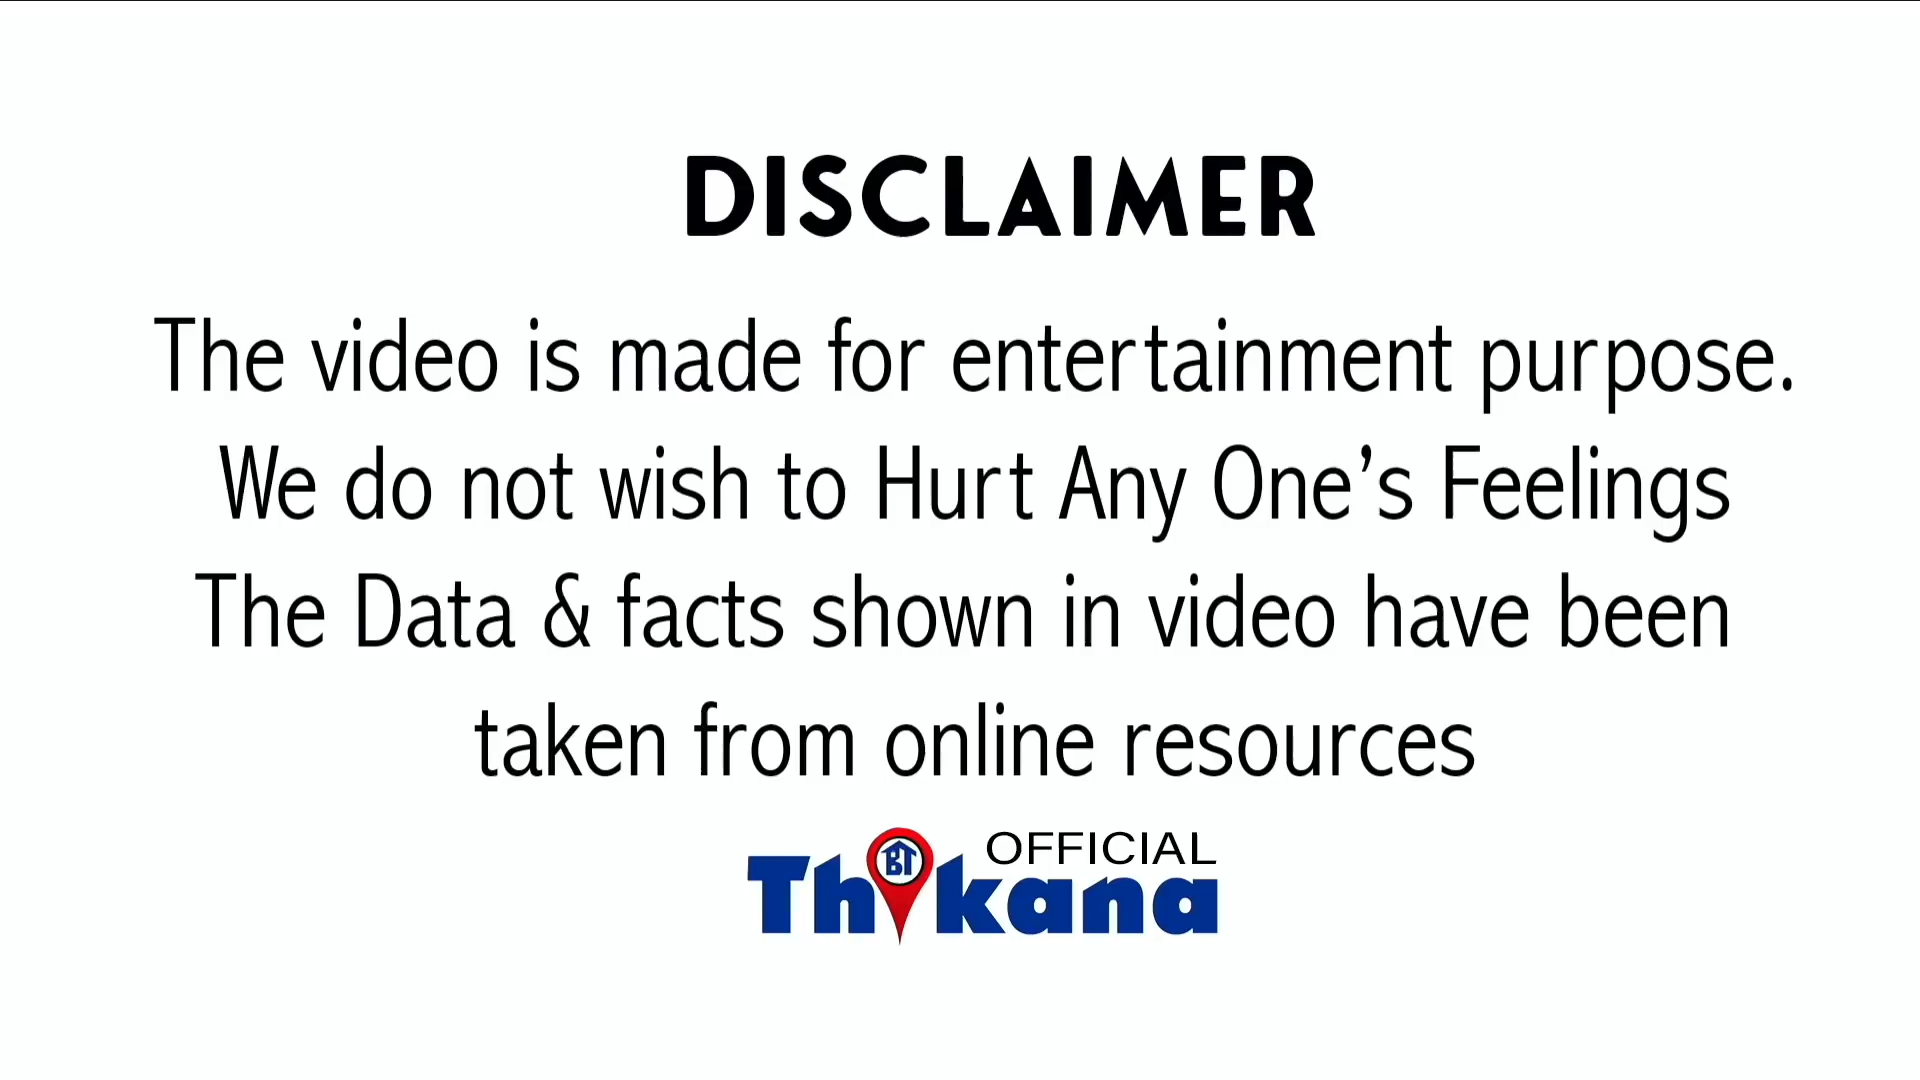 DISCLAIMER
The video is made for entertainment purpose.
We do not wish to Hurt Any One’s Feelings
The Data & facts shown in video have been
taken from online resources
OFFICIAL
BT
Thikana